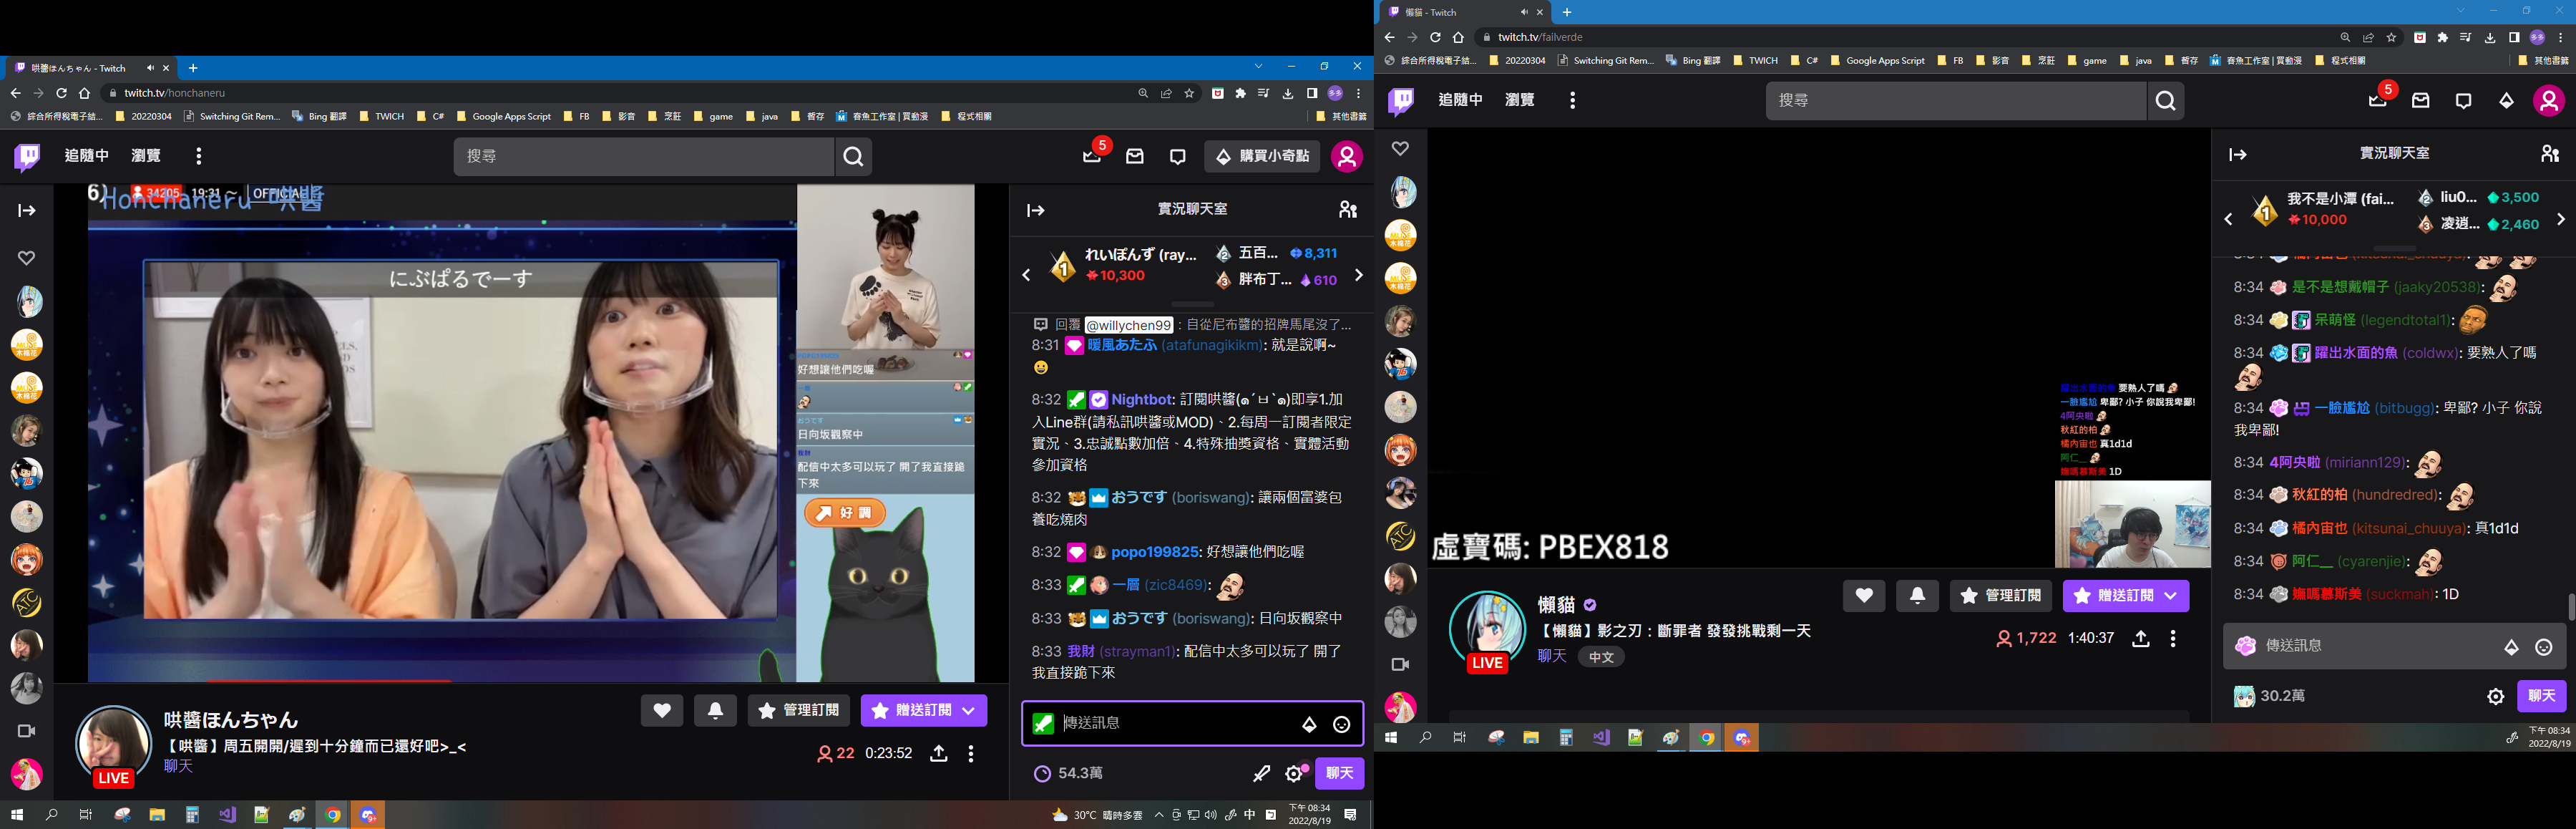 哄醬ほんちゃん - Twitch
twitch.tv/honchaneru
綜合所得稅電子結...
20220304
Switching Git Rem...
Bing 翻譯
TWICH
C#
Google Apps Script
FB
影音
烹飪
game
java
暫存
春魚工作室 | 買動漫
程式相關
其他書籤
追隨中
瀏覽
搜尋
5
購買小奇點
34205
19:31 ～
OFFICIAL
Honchaneru 哄醬
にぶぱるでーす
好想讓他們吃喔
おうです
日向坂觀察中
我財
配信中太多可以玩了 開了我直接跪
下來
好調
實況聊天室
1
れいぽんず (ray...
10,300
2
五百...
8,311
3
胖布丁...
610
回覆 @willychen99：自從尼布醬的招牌馬尾沒了...
8:31 暖風あたふ (atafunagikikm): 就是說啊~
8:32 Nightbot: 訂閱哄醬(๑´ㅂ`๑)即享1.加
入Line群(請私訊哄醬或MOD)、2.每周一訂閱者限定
實況、3.忠誠點數加倍、4.特殊抽獎資格、實體活動
參加資格
8:32 おうです (boriswang): 讓兩個富婆包
養吃燒肉
8:32 popo199825: 好想讓他們吃喔
8:33 一層 (zic8469):
8:33 おうです (boriswang): 日向坂觀察中
8:33 我財 (strayman1): 配信中太多可以玩了 開了
我直接跪下來
傳送訊息
54.3萬
聊天
哄醬ほんちゃん
【哄醬】周五開開/遲到十分鐘而已還好吧>_<
聊天
LIVE
管理訂閱
贈送訂閱
22
0:23:52
30°C 晴時多雲
中
下午 08:34
2022/8/19
懶貓 - Twitch
twitch.tv/failverde
綜合所得稅電子結...
20220304
Switching Git Rem...
Bing 翻譯
TWICH
C#
Google Apps Script
FB
影音
烹飪
game
java
暫存
春魚工作室 | 買動漫
程式相關
其他書籤
追隨中
瀏覽
搜尋
5
要熟人了嗎
一臉尷尬 卑鄙? 小子 你說我卑鄙!
4阿央啦
秋紅的柏
橘內宙也 真1d1d
阿仁__
嫵嗎慕斯美 1D
虛寶碼: PBEX818
懶貓
【懶貓】影之刃：斷罪者 發發挑戰剩一天
聊天
中文
LIVE
管理訂閱
贈送訂閱
1,722
1:40:37
實況聊天室
1
我不是小潭 (fai...
10,000
2
liu0...
3,500
3
凌逍...
2,460
8:34 是不是想戴帽子 (jaaky20538):
8:34 呆萌怪 (legendtotal1):
8:34 躍出水面的魚 (coldwx): 要熟人了嗎
8:34 一臉尷尬 (bitbugg): 卑鄙? 小子 你說
我卑鄙!
8:34 4阿央啦 (miriann129):
8:34 秋紅的柏 (hundredred):
8:34 橘內宙也 (kitsunai_chuuya): 真1d1d
8:34 阿仁__ (cyarenjie):
8:34 嫵嗎慕斯美 (suckmah): 1D
傳送訊息
30.2萬
聊天
下午 08:34
2022/8/19